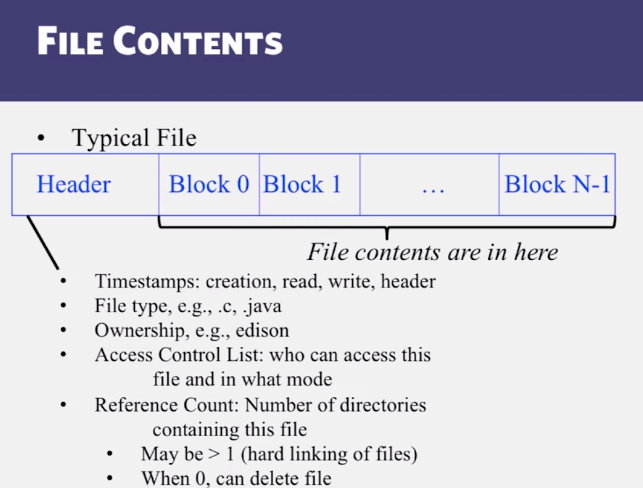 FILE CONTENTS
• Typical File
Header Block 0 Block 1 ... Block N-1
File contents are in here
• Timestamps: creation, read, write, header
• File type, e.g., .c, .java
• Ownership, e.g., edison
• Access Control List: who can access this
file and in what mode
• Reference Count: Number of directories
containing this file
• May be > 1 (hard linking of files)
• When 0, can delete file